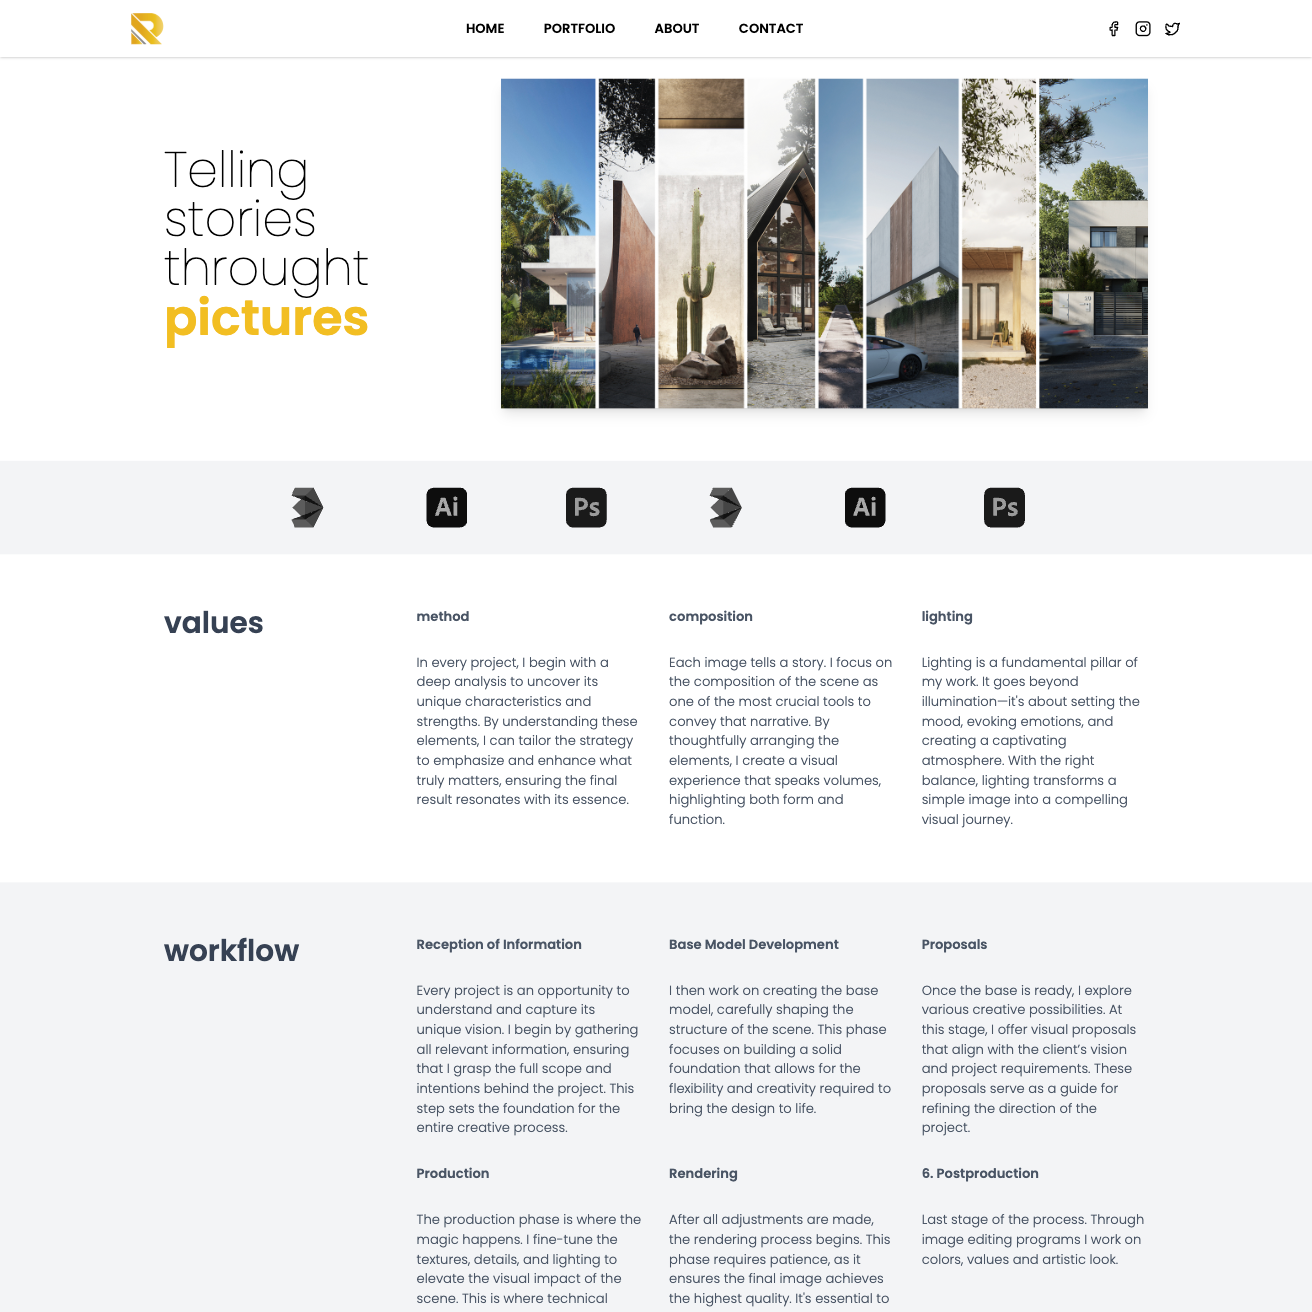 HOME PORTFOLIO ABOUT CONTACT
Telling
stories
throught
pictures
Ai Ps Ai Ps
values
method
In every project, I begin with a
deep analysis to uncover its
unique characteristics and
strengths. By understanding these
elements, I can tailor the strategy
to emphasize and enhance what
truly matters, ensuring the final
result resonates with its essence.
composition
Each image tells a story. I focus on
the composition of the scene as
one of the most crucial tools to
convey that narrative. By
thoughtfully arranging the
elements, I create a visual
experience that speaks volumes,
highlighting both form and
function.
lighting
Lighting is a fundamental pillar of
my work. It goes beyond
illumination—it's about setting the
mood, evoking emotions, and
creating a captivating
atmosphere. With the right
balance, lighting transforms a
simple image into a compelling
visual journey.
workflow
Reception of Information
Every project is an opportunity to
understand and capture its
unique vision. I begin by gathering
all relevant information, ensuring
that I grasp the full scope and
intentions behind the project. This
step sets the foundation for the
entire creative process.
Base Model Development
I then work on creating the base
model, carefully shaping the
structure of the scene. This phase
focuses on building a solid
foundation that allows for the
flexibility and creativity required to
bring the design to life.
Proposals
Once the base is ready, I explore
various creative possibilities. At
this stage, I offer visual proposals
that align with the client’s vision
and project requirements. These
proposals serve as a guide for
refining the direction of the
project.
Production
The production phase is where the
magic happens. I fine-tune the
textures, details, and lighting to
elevate the visual impact of the
scene. This is where technical
Rendering
After all adjustments are made,
the rendering process begins. This
phase requires patience, as it
ensures the final image achieves
the highest quality. It's essential to
6. Postproduction
Last stage of the process. Through
image editing programs I work on
colors, values and artistic look.